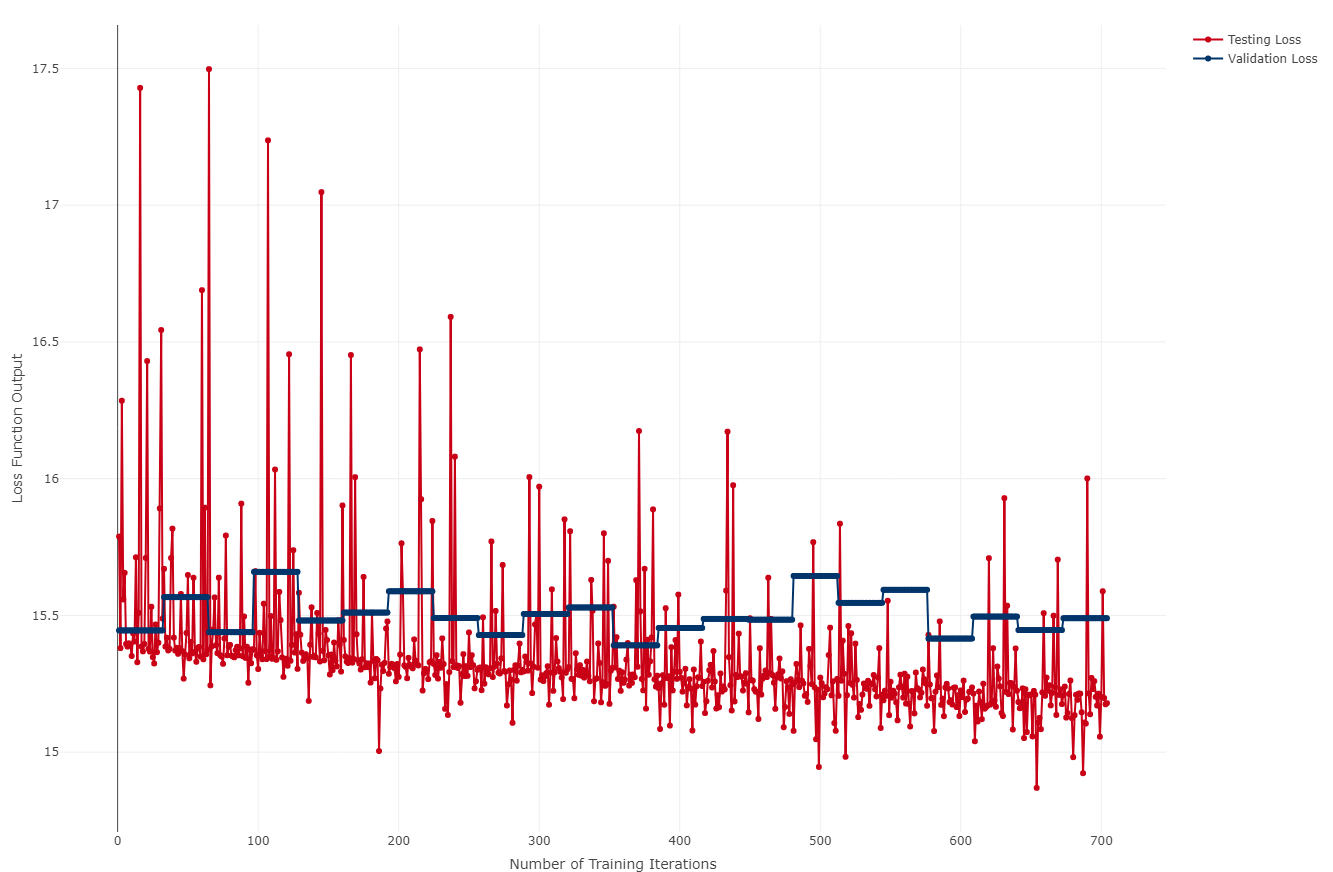 Testing Loss
Validation Loss
17.5
17
16.5
16
15.5
15
Loss Function Output
0 100 200 300 400 500 600 700
Number of Training Iterations